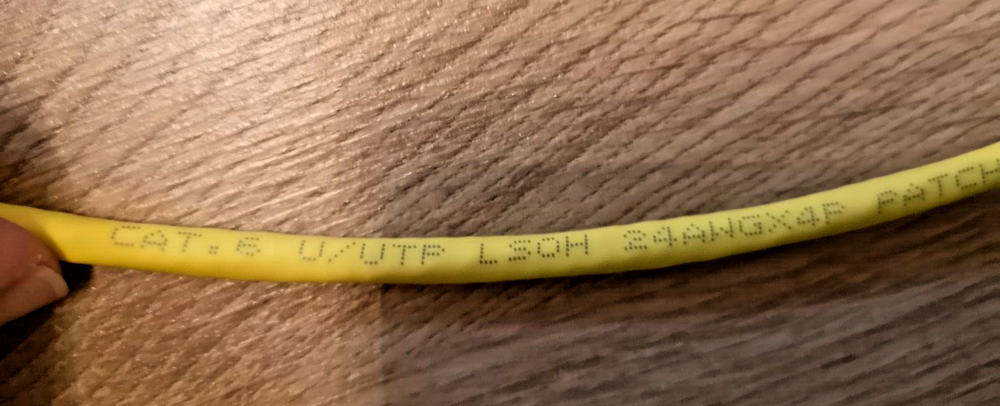 CAT.6 U/UTP LSOH 24AWGX4P PATCH